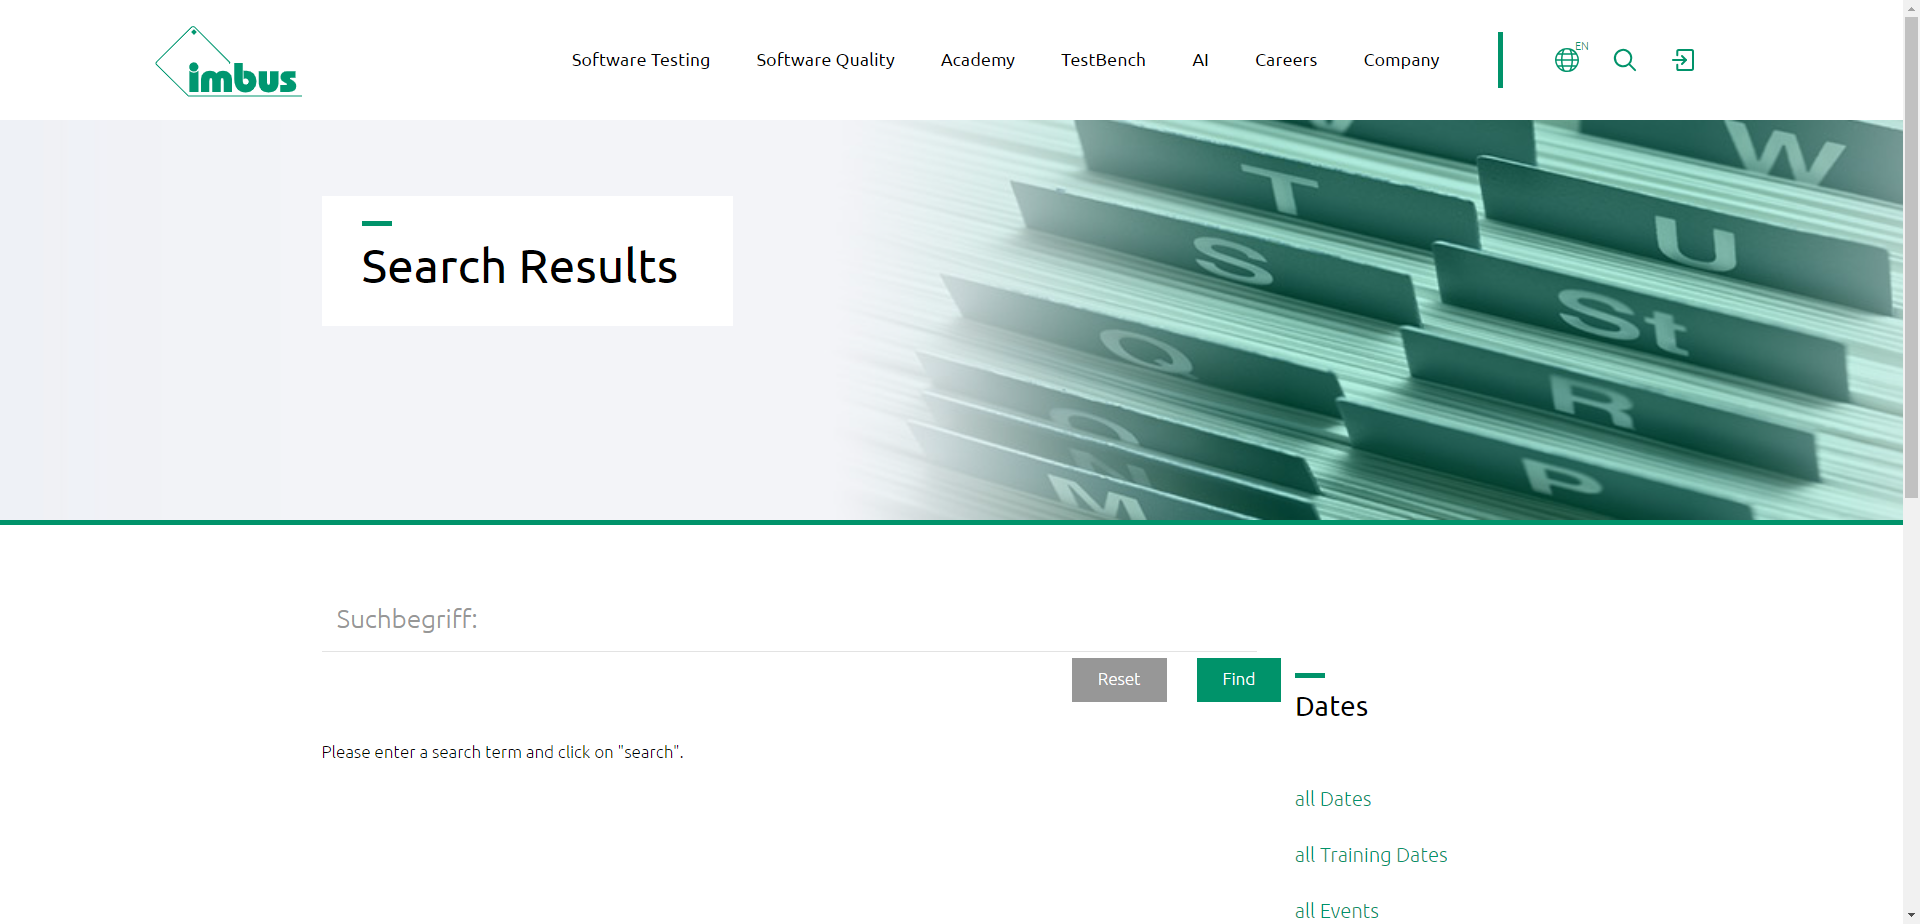 imbus
Software Testing
Software Quality
Academy
TestBench
AI
Careers
Company
EN
Search Results
W
T
U
S
St
Q
R
O
N
P
M
Suchbegriff:
Reset
Find
Dates
Please enter a search term and click on "search".
all Dates
all Training Dates
all Events